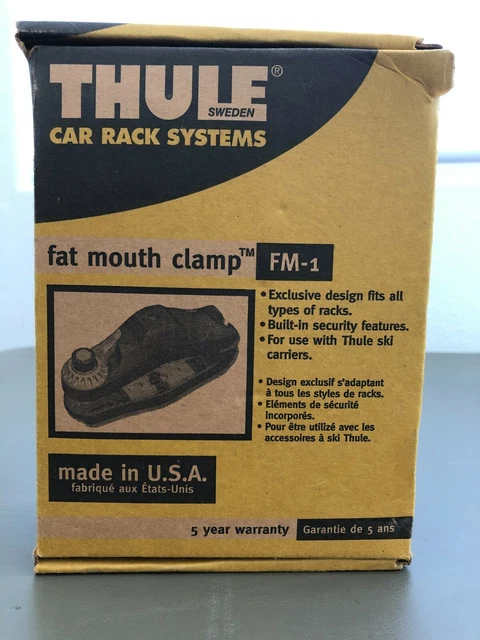 THULE®
SWEDEN
CAR RACK SYSTEMS
fat mouth clamp™ FM-1
• Exclusive design fits all
types of racks.
• Built-in security features.
• For use with Thule ski
carriers.
• Design exclusif s'adaptant
à tous les styles de racks.
• Eléments de sécurité
incorporés.
• Pour être utilizé avec les
accessoires à ski Thule.
made in U.S.A.
fabriqué aux États-Unis
5 year warranty Garantie de 5 ans